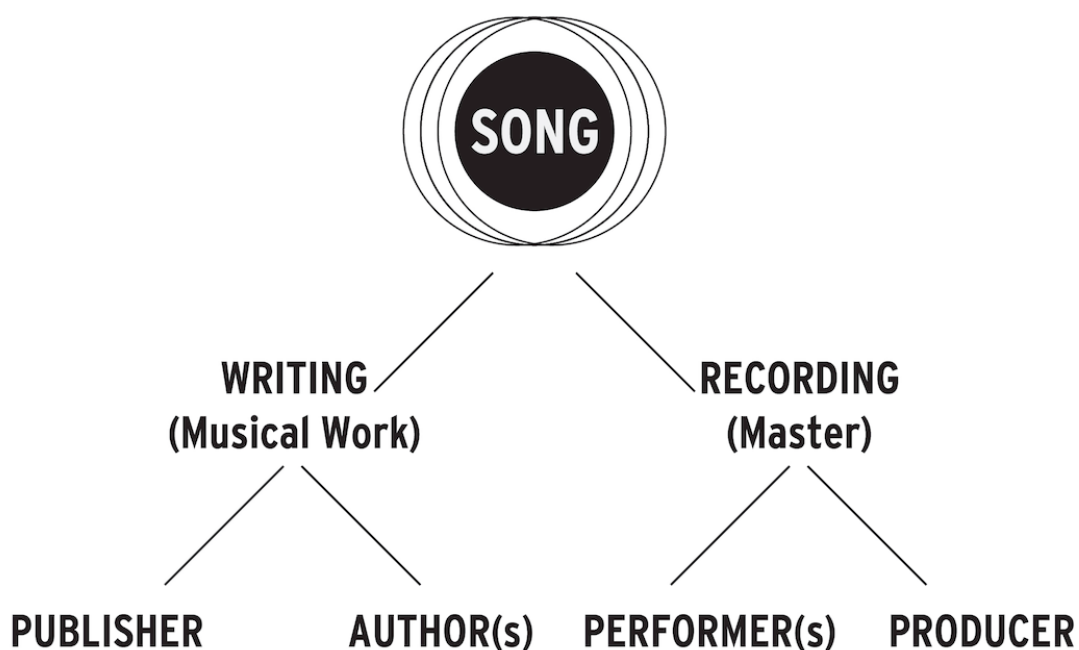 SONG
WRITING
(Musical Work)
RECORDING
(Master)
PUBLISHER
AUTHOR(s)
PERFORMER(s)
PRODUCER